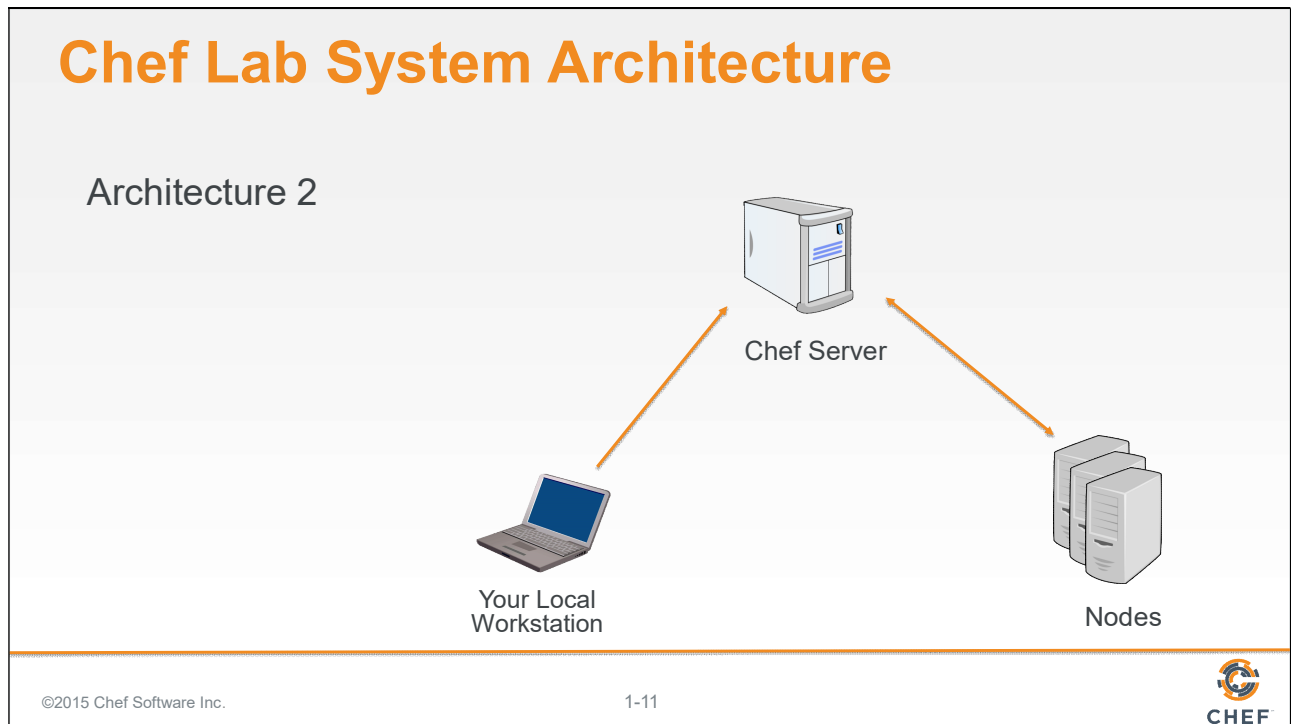 Chef Lab System Architecture
Architecture 2
Chef Server
Your Local
Workstation
Nodes
©2015 Chef Software Inc.
1-11
CHEF